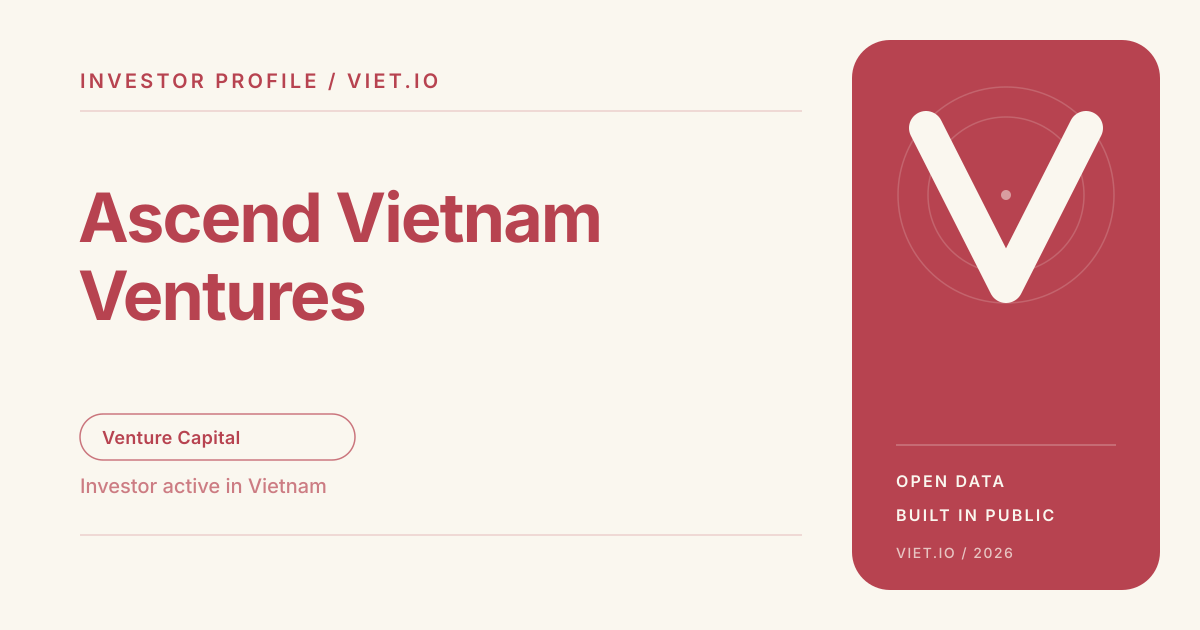 INVESTOR PROFILE / VIET.IO
Ascend Vietnam
Ventures
Venture Capital
Investor active in Vietnam
OPEN DATA
BUILT IN PUBLIC
VIET.IO / 2026